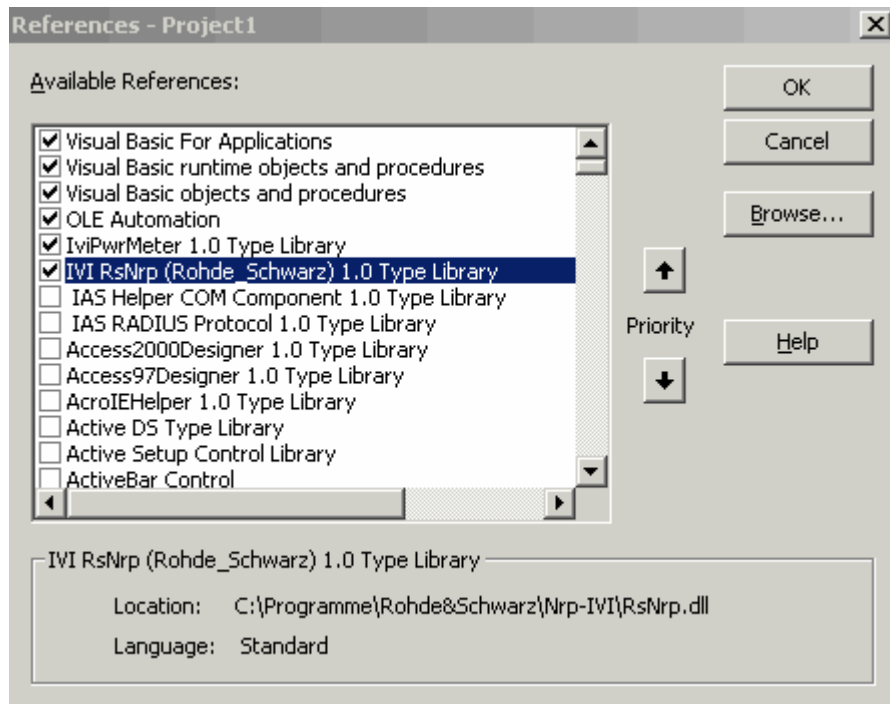 References - Project1
Available References:
OK
Cancel
Browse...
Priority
Help
Visual Basic For Applications
Visual Basic runtime objects and procedures
Visual Basic objects and procedures
OLE Automation
IviPwrMeter 1.0 Type Library
IVI RsNrp (Rohde_Schwarz) 1.0 Type Library
IAS Helper COM Component 1.0 Type Library
IAS RADIUS Protocol 1.0 Type Library
Access2000Designer 1.0 Type Library
Access97Designer 1.0 Type Library
AcroIEHelper 1.0 Type Library
Active DS Type Library
Active Setup Control Library
ActiveBar Control
IVI RsNrp (Rohde_Schwarz) 1.0 Type Library
Location: C:\Programme\Rohde&Schwarz\Nrp-IVI\RsNrp.dll
Language: Standard